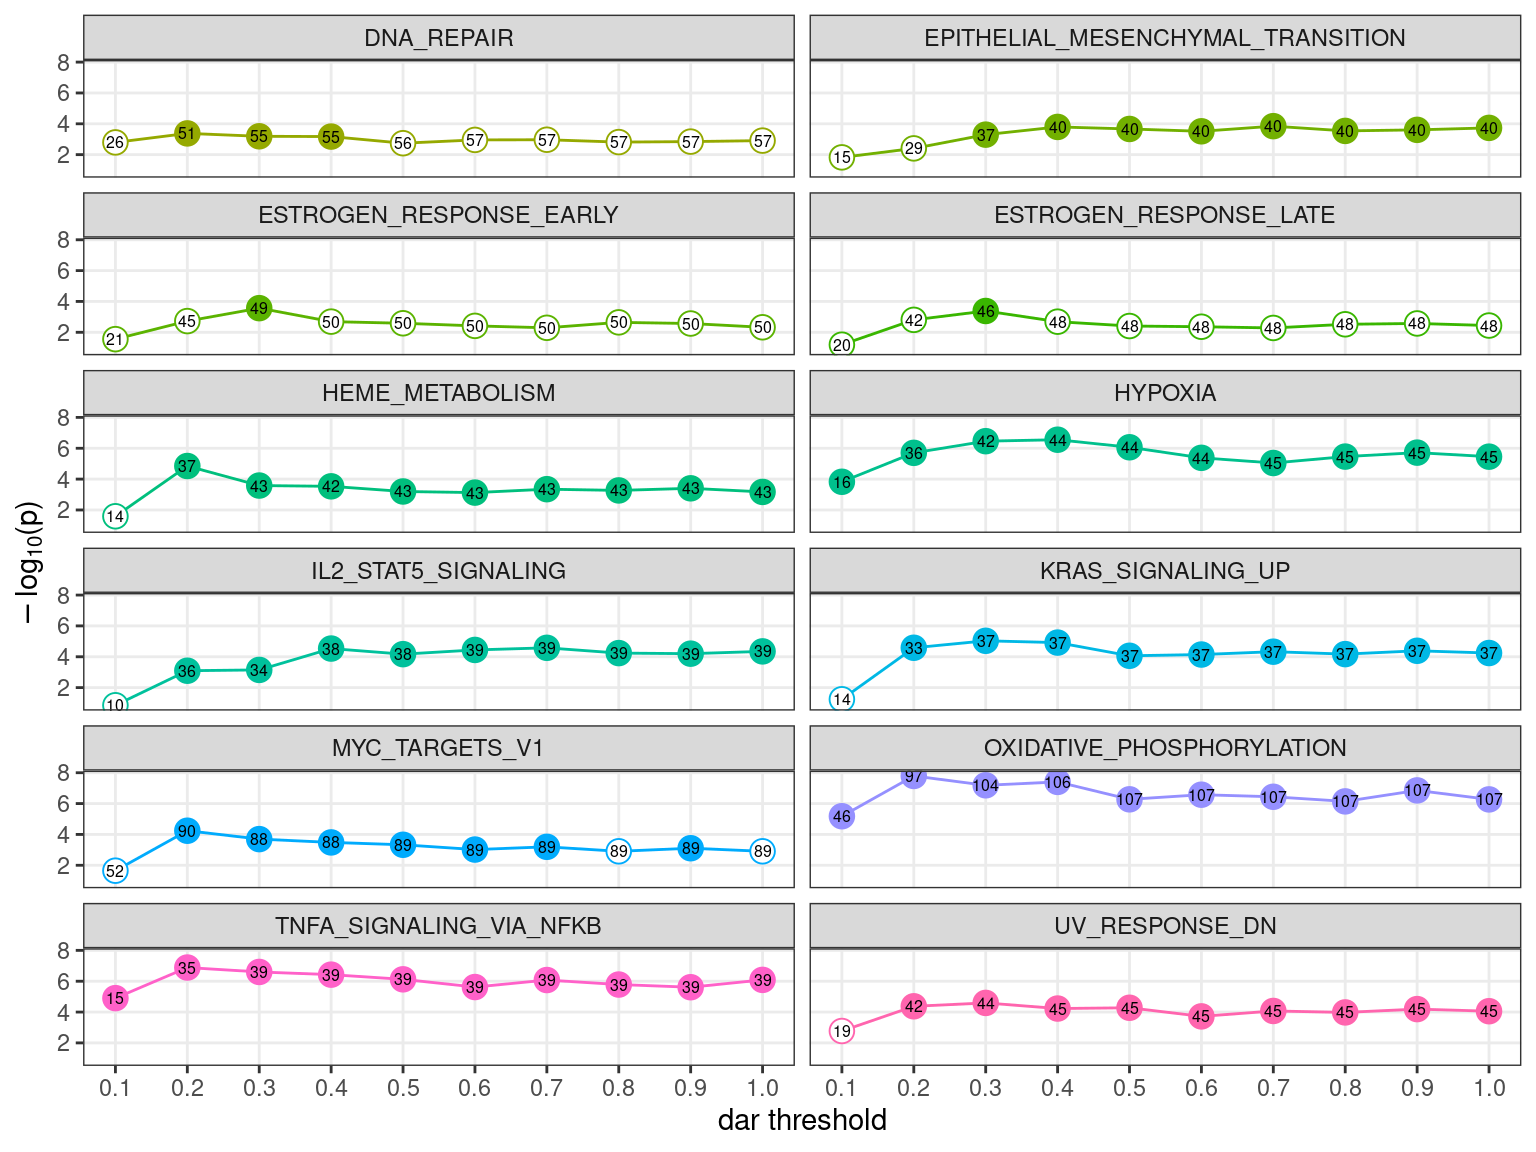 DNA_REPAIR
EPITHELIAL_MESENCHYMAL_TRANSITION
8
6
4
2
26 51 55 55 56 57 57 57 57 57
15 29 37 40 40 40 40 40 40 40
ESTROGEN_RESPONSE_EARLY
ESTROGEN_RESPONSE_LATE
8
6
4
2
21 45 49 50 50 50 50 50 50 50
20 42 46 48 48 48 48 48 48 48
HEME_METABOLISM
HYPOXIA
8
6
4
2
14 37 43 42 43 43 43 43 43 43
16 36 42 44 44 44 45 45 45 45
IL2_STAT5_SIGNALING
KRAS_SIGNALING_UP
8
6
4
2
10 36 34 38 38 39 39 39 39 39
14 33 37 37 37 37 37 37 37 37
MYC_TARGETS_V1
OXIDATIVE_PHOSPHORYLATION
8
6
4
2
52 90 88 88 89 89 89 89 89 89
46 97 104 106 107 107 107 107 107 107
TNFA_SIGNALING_VIA_NFKB
UV_RESPONSE_DN
8
6
4
2
15 35 39 39 39 39 39 39 39 39
19 42 44 45 45 45 45 45 45 45
0.1 0.2 0.3 0.4 0.5 0.6 0.7 0.8 0.9 1.0
0.1 0.2 0.3 0.4 0.5 0.6 0.7 0.8 0.9 1.0
dar threshold
− log₁₀(p)